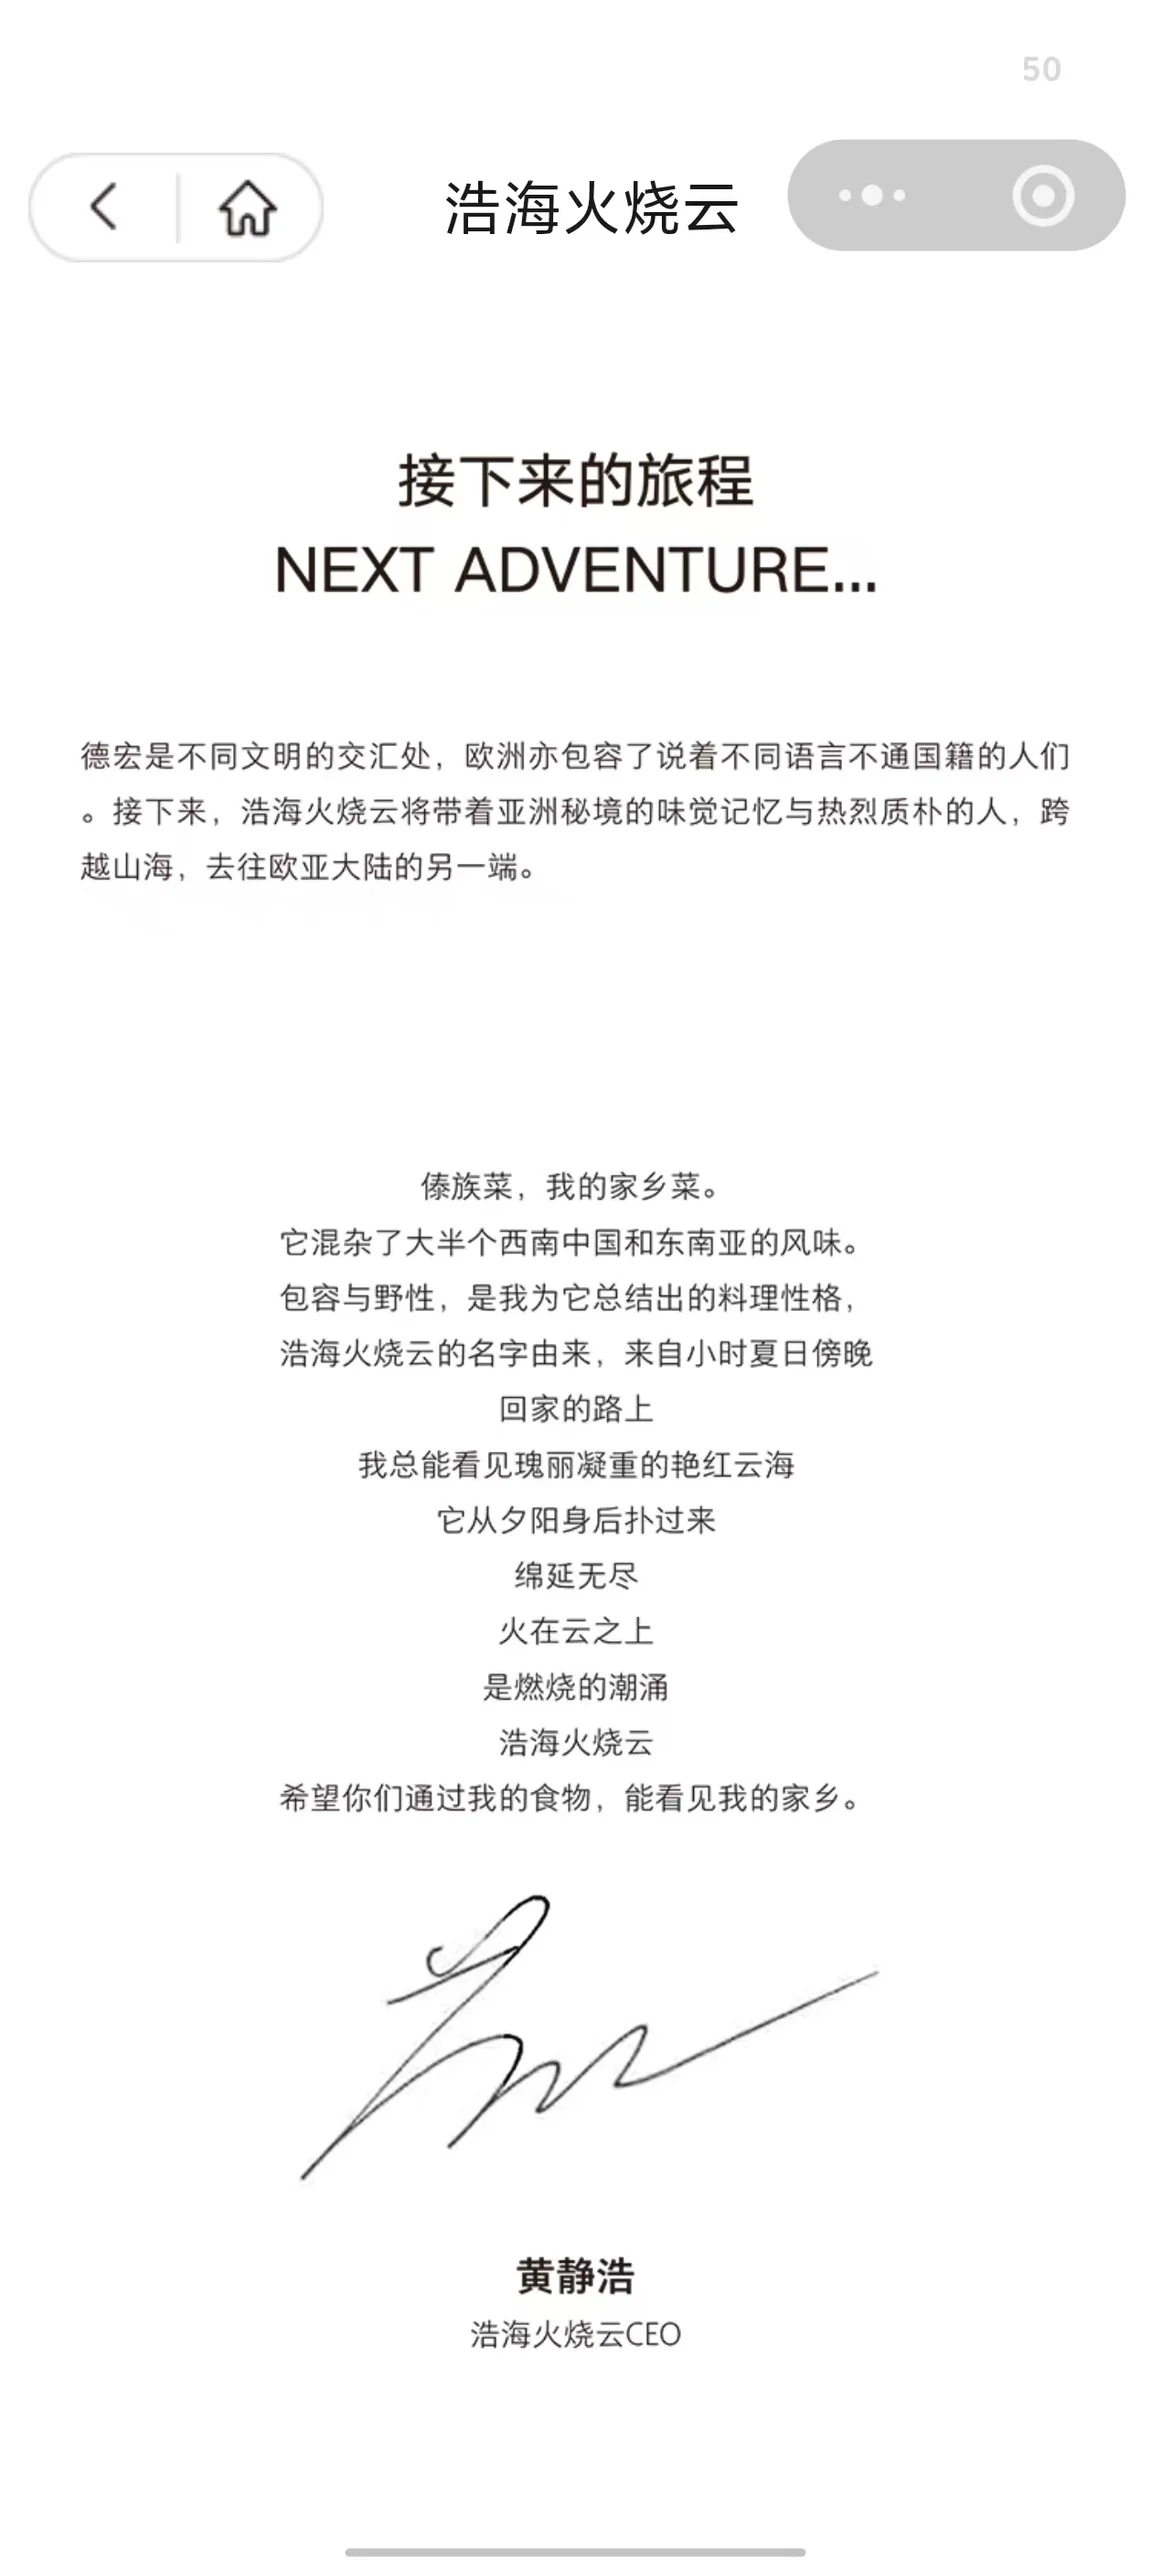 50
浩海火烧云
接下来的旅程
NEXT ADVENTURE...
德宏是不同文明的交汇处，欧洲亦包容了说着不同语言不通国籍的人们
。接下来，浩海火烧云将带着亚洲秘境的味觉记忆与热烈质朴的人，跨
越山海，去往欧亚大陆的另一端。
傣族菜，我的家乡菜。
它混杂了大半个西南中国和东南亚的风味。
包容与野性，是我为它总结出的料理性格，
浩海火烧云的名字由来，来自小时夏日傍晚
回家的路上
我总能看见瑰丽凝重的艳红云海
它从夕阳身后扑过来
绵延无尽
火在云之上
是燃烧的潮涌
浩海火烧云
希望你们通过我的食物，能看见我的家乡。
黄静浩
浩海火烧云CEO